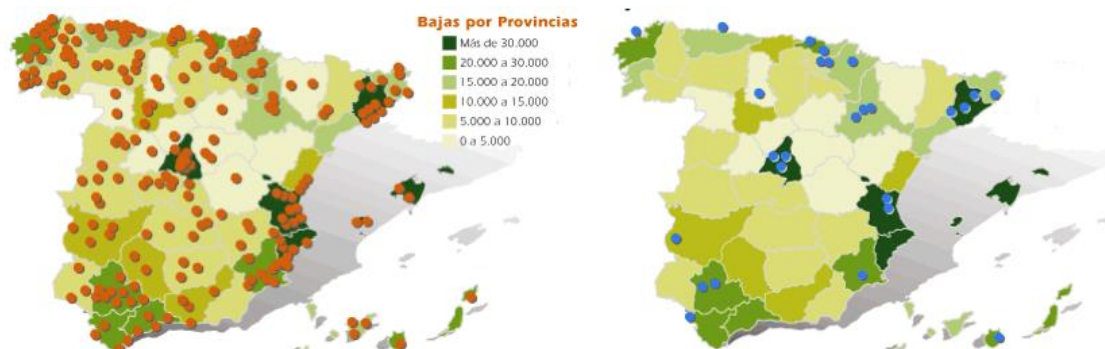 Bajas por Provincias
Más de 30.000
20.000 a 30.000
15.000 a 20.000
10.000 a 15.000
5.000 a 10.000
0 a 5.000